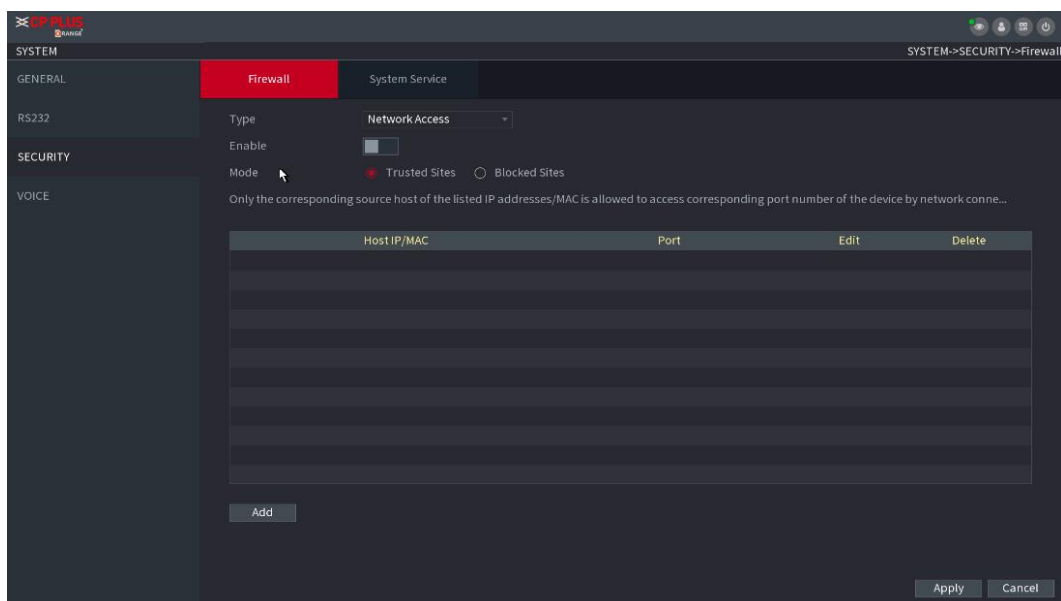 CP PLUS
ORANGE
SYSTEM
SYSTEM->SECURITY->Firewall
GENERAL
RS232
SECURITY
VOICE
Firewall
System Service
Type
Network Access
Enable
Mode
Trusted Sites
Blocked Sites
Only the corresponding source host of the listed IP addresses/MAC is allowed to access corresponding port number of the device by network conne...
Host IP/MAC
Port
Edit
Delete
Add
Apply
Cancel